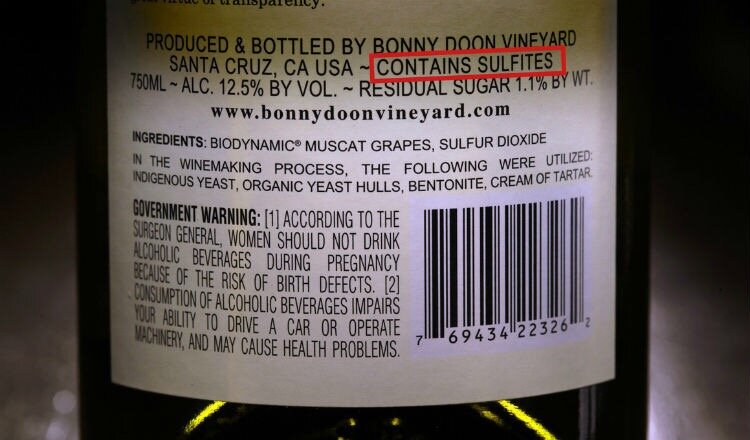 virtue of transparency.
PRODUCED & BOTTLED BY BONNY DOON VINEYARD
SANTA CRUZ, CA USA ~ CONTAINS SULFITES
750ML ~ ALC. 12.5% BY VOL. ~ RESIDUAL SUGAR 1.1% BY WT.
www.bonnydoonvineyard.com
INGREDIENTS: BIODYNAMIC® MUSCAT GRAPES, SULFUR DIOXIDE
IN THE WINEMAKING PROCESS, THE FOLLOWING WERE UTILIZED:
INDIGENOUS YEAST, ORGANIC YEAST HULLS, BENTONITE, CREAM OF TARTAR.
GOVERNMENT WARNING: [1] ACCORDING TO THE
SURGEON GENERAL, WOMEN SHOULD NOT DRINK
ALCOHOLIC BEVERAGES DURING PREGNANCY
BECAUSE OF THE RISK OF BIRTH DEFECTS. [2]
CONSUMPTION OF ALCOHOLIC BEVERAGES IMPAIRS
YOUR ABILITY TO DRIVE A CAR OR OPERATE
MACHINERY, AND MAY CAUSE HEALTH PROBLEMS.
7 69434 22326 2